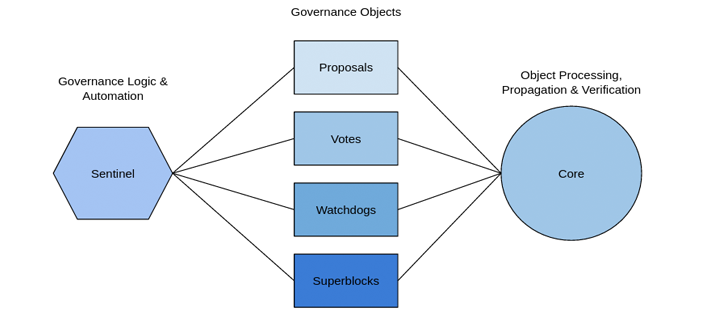 Governance Objects
Governance Logic &
Automation
Sentinel
Proposals
Votes
Watchdogs
Superblocks
Object Processing,
Propagation & Verification
Core